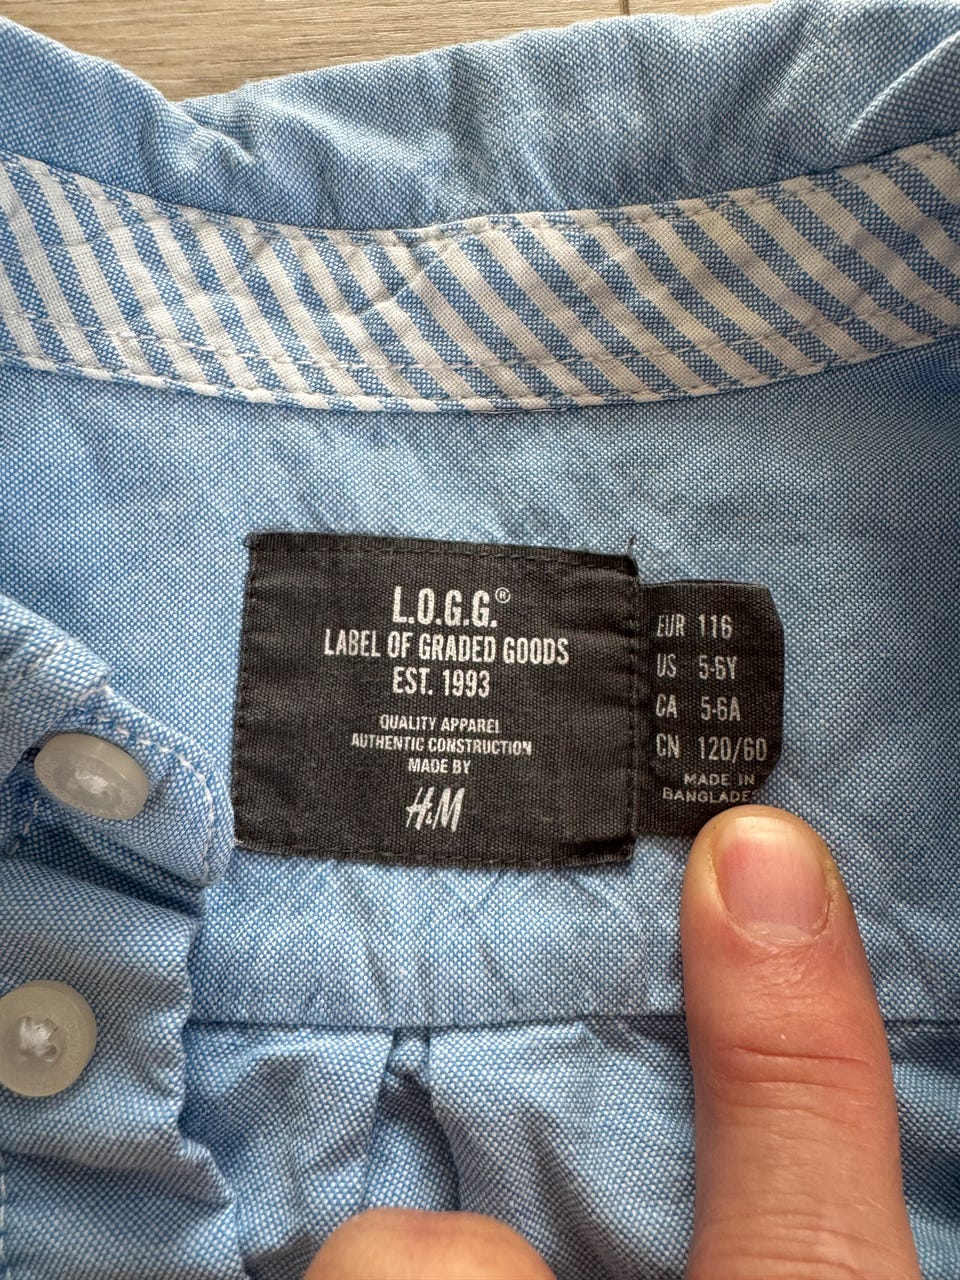 L.O.G.G.®
LABEL OF GRADED GOODS
EST. 1993
QUALITY APPAREL
AUTHENTIC CONSTRUCTION
MADE BY
H&M
EUR 116
US 5-6Y
CA 5-6A
CN 120/60
MADE IN